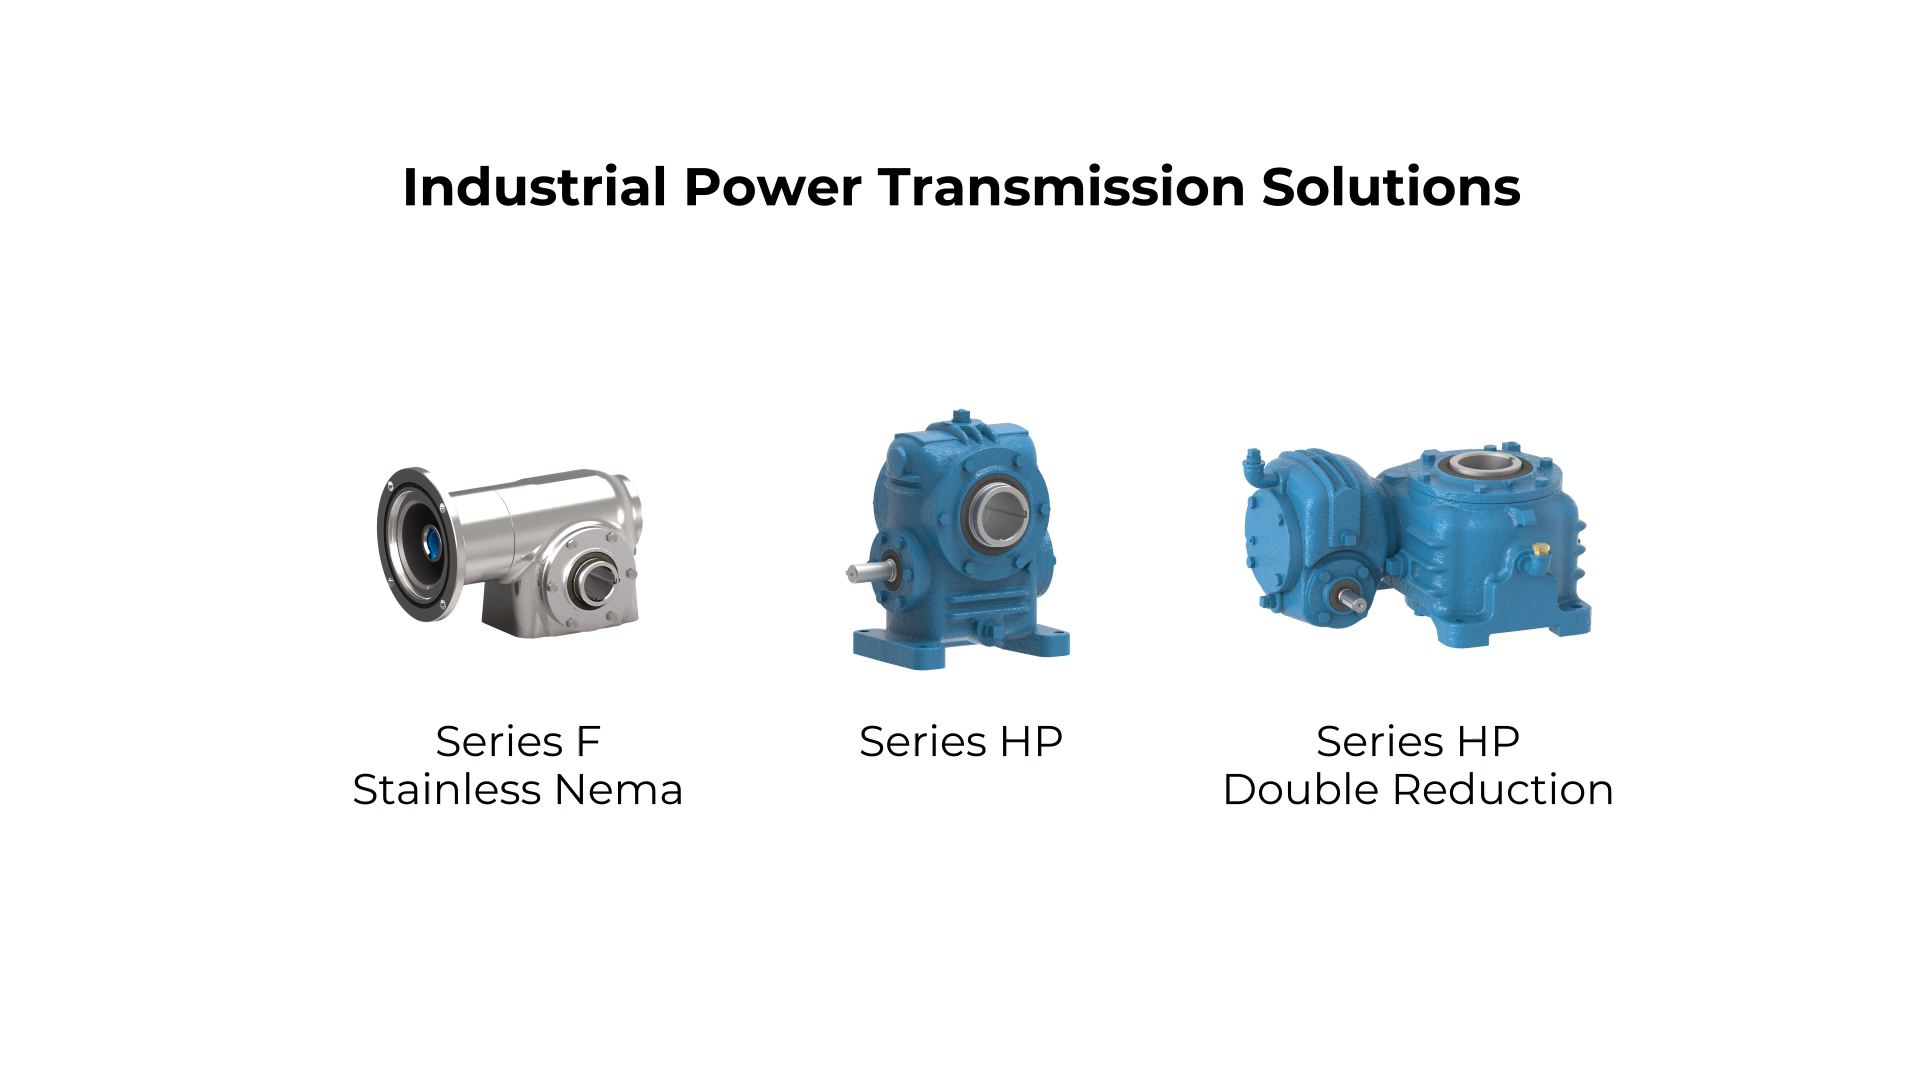 Industrial Power Transmission Solutions
Series F
Stainless Nema
Series HP
Series HP
Double Reduction